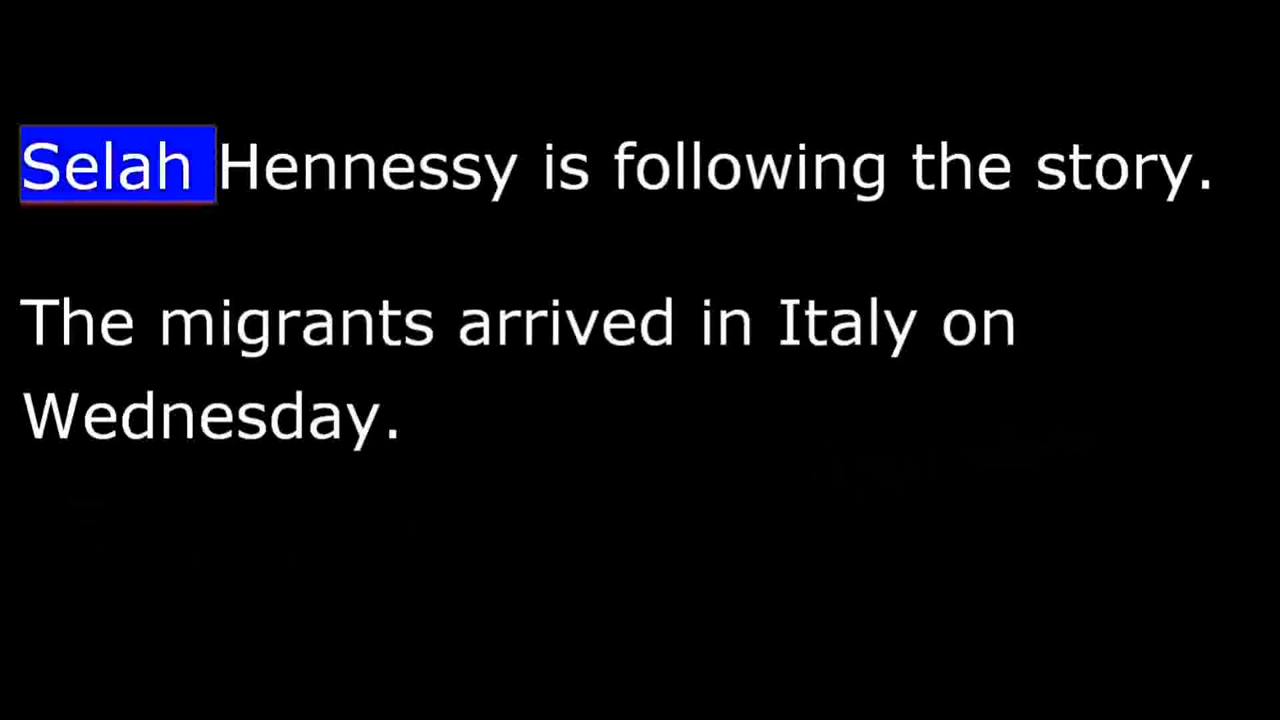 Selah Hennessy is following the story.
The migrants arrived in Italy on
Wednesday.